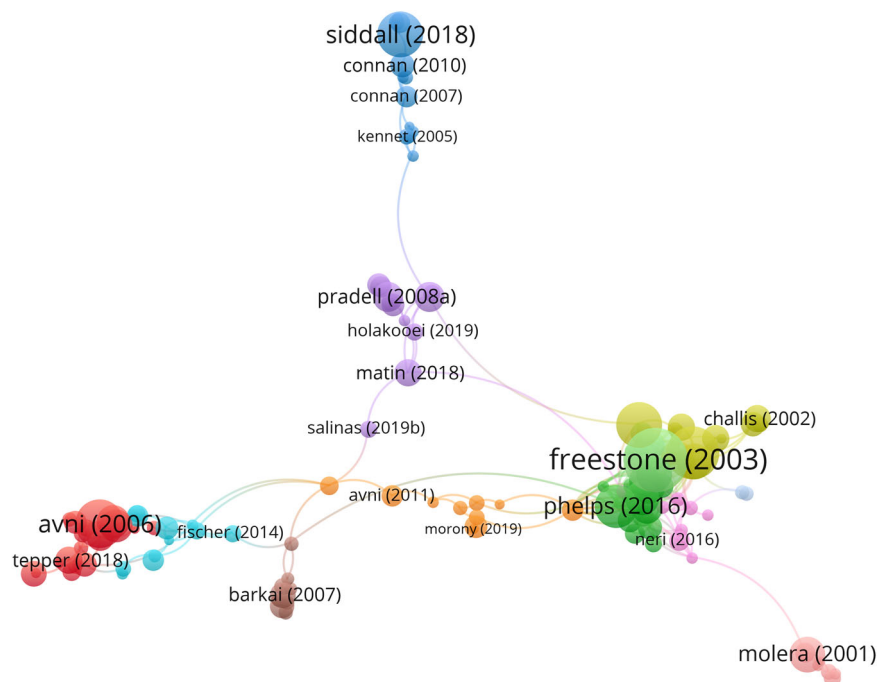 siddall (2018)
connan (2010)
connan (2007)
kennet (2005)
pradell (2008a)
holakooei (2019)
matin (2018)
challis (2002)
salinas (2019b)
freestone (2003)
avni (2011)
phelps (2016)
avni (2006)
fischer (2014)
morony (2019)
neri (2016)
tepper (2018)
barkai (2007)
molera (2001)